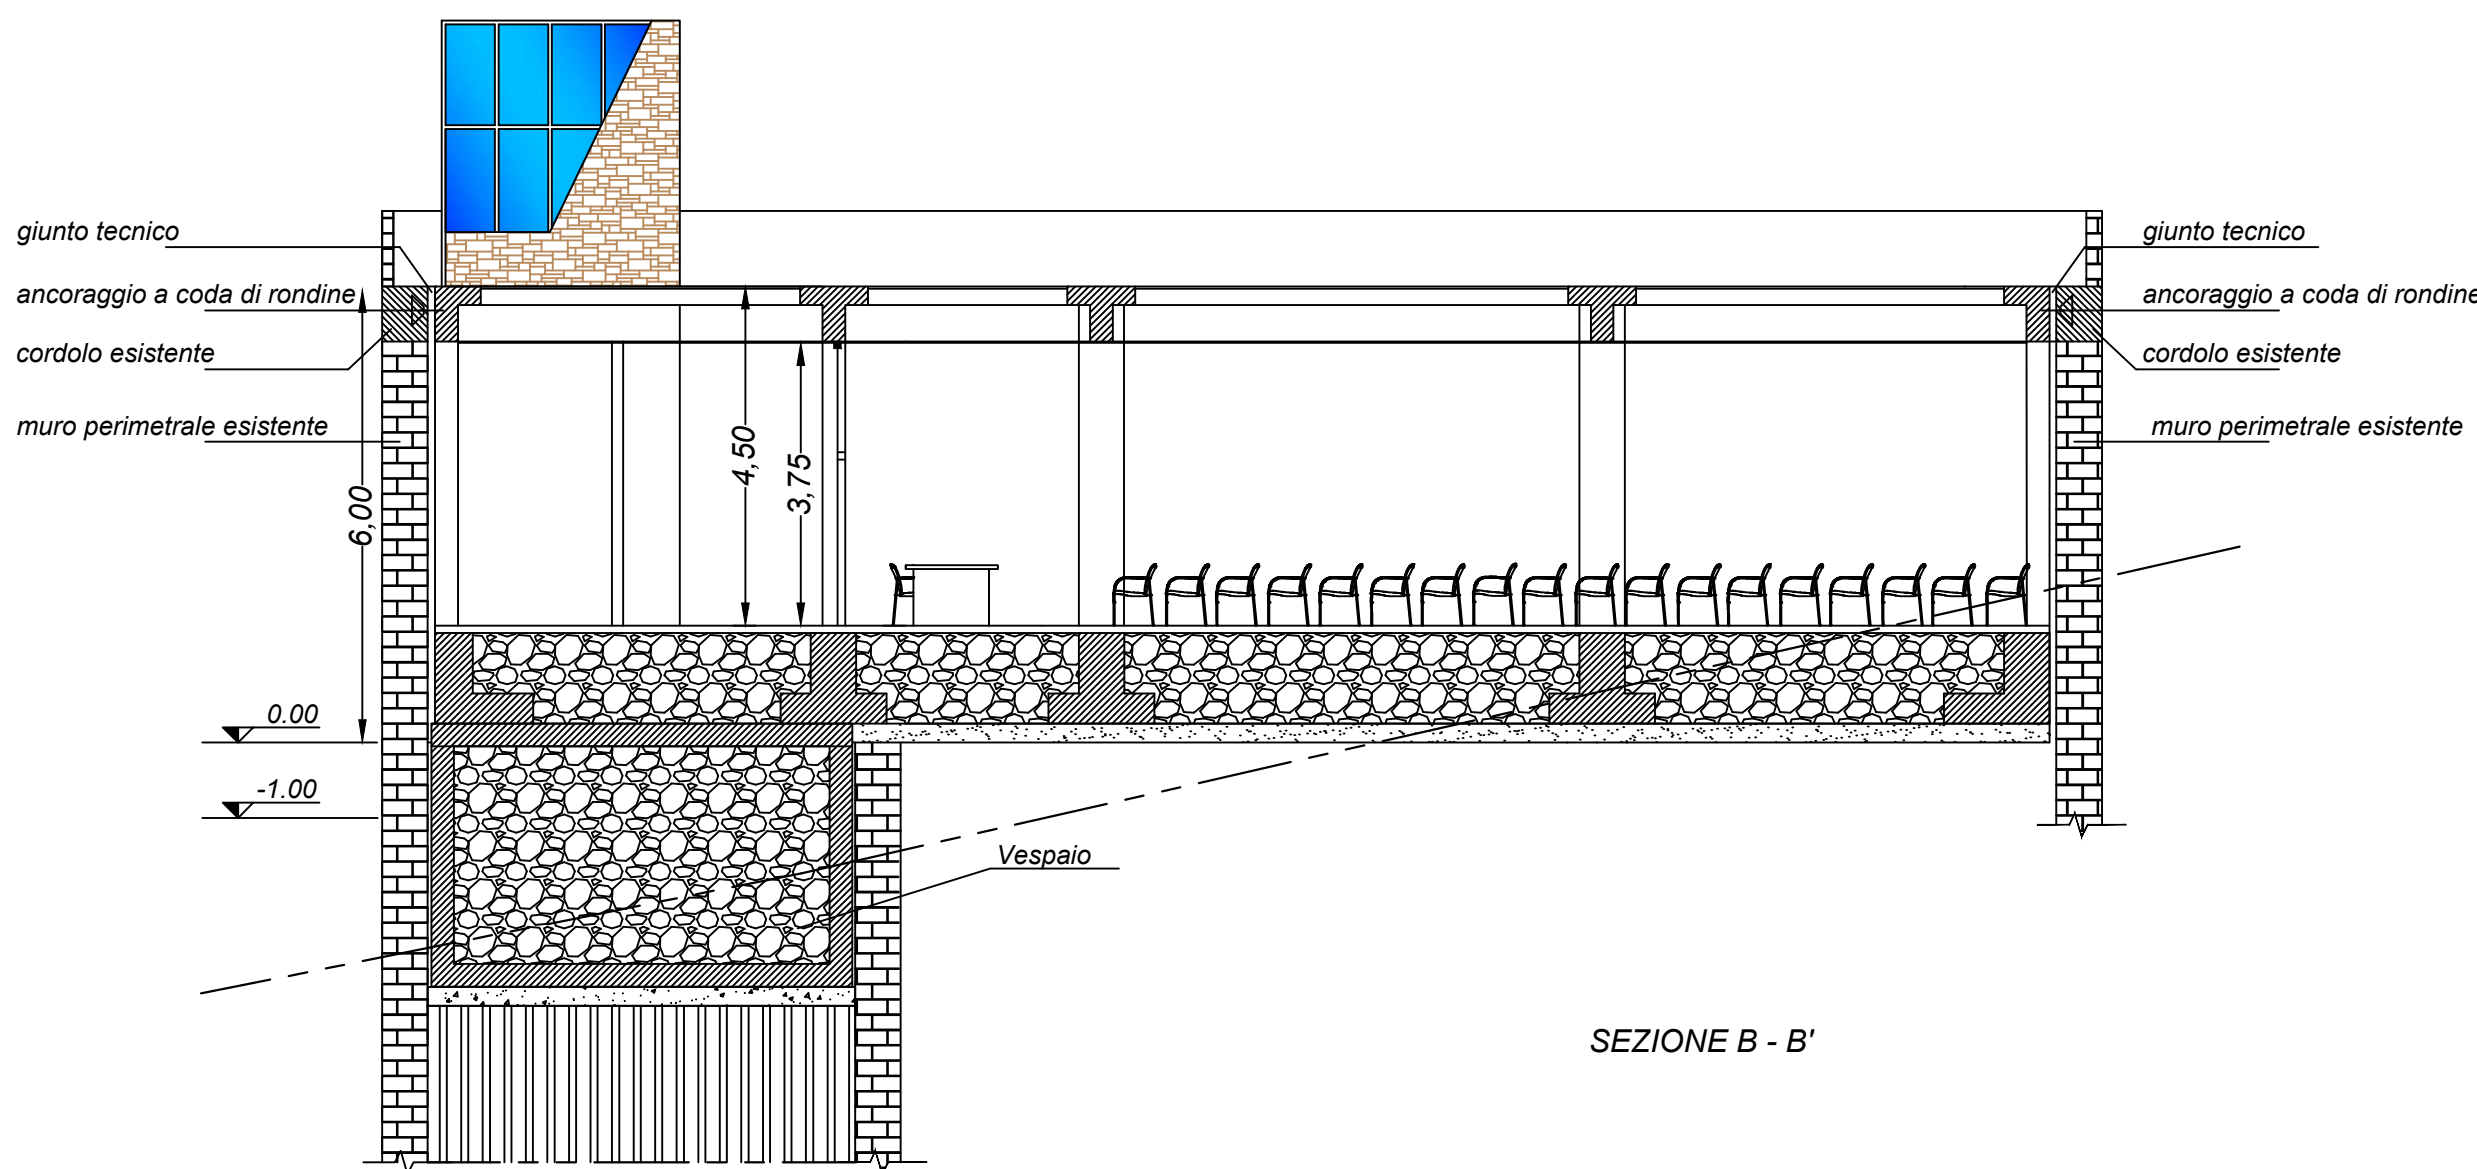 giunto tecnico
giunto tecnico
ancoraggio a coda di rondine
ancoraggio a coda di rondine
cordolo esistente
cordolo esistente
muro perimetrale esistente
muro perimetrale esistente
4,50
3,75
6,00
0.00
-1.00
Vespaio
SEZIONE B - B'